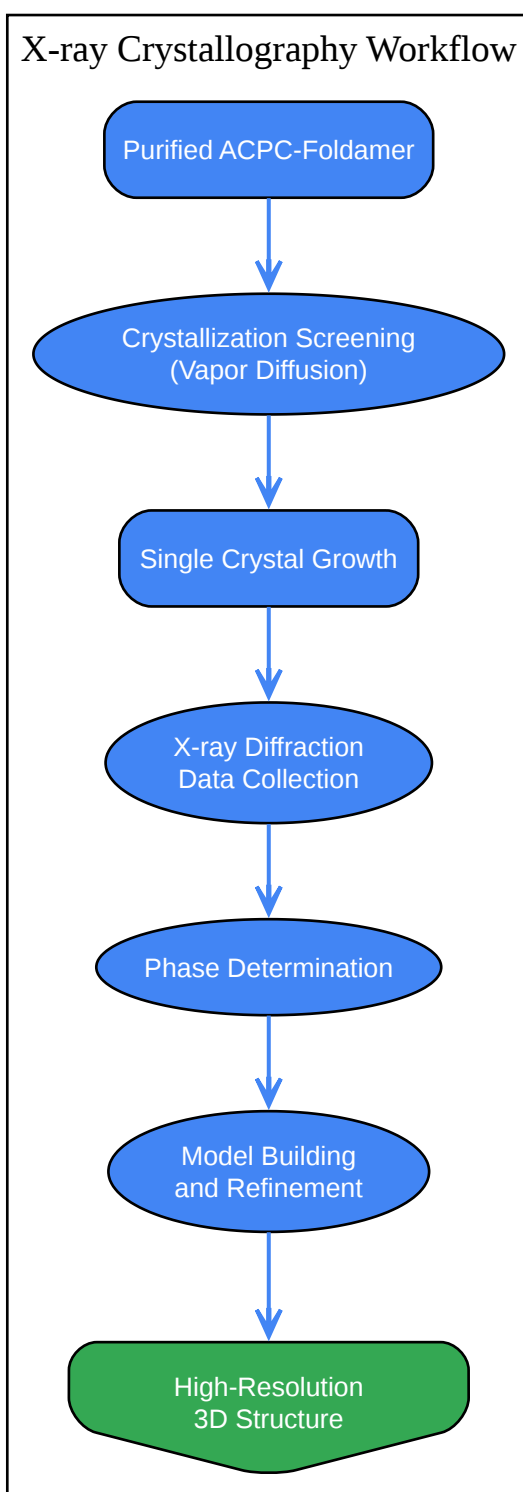 X-ray Crystallography Workflow
Purified ACPC-Foldamer
Crystallization Screening
(Vapor Diffusion)
Single Crystal Growth
X-ray Diffraction
Data Collection
Phase Determination
Model Building
and Refinement
High-Resolution
3D Structure